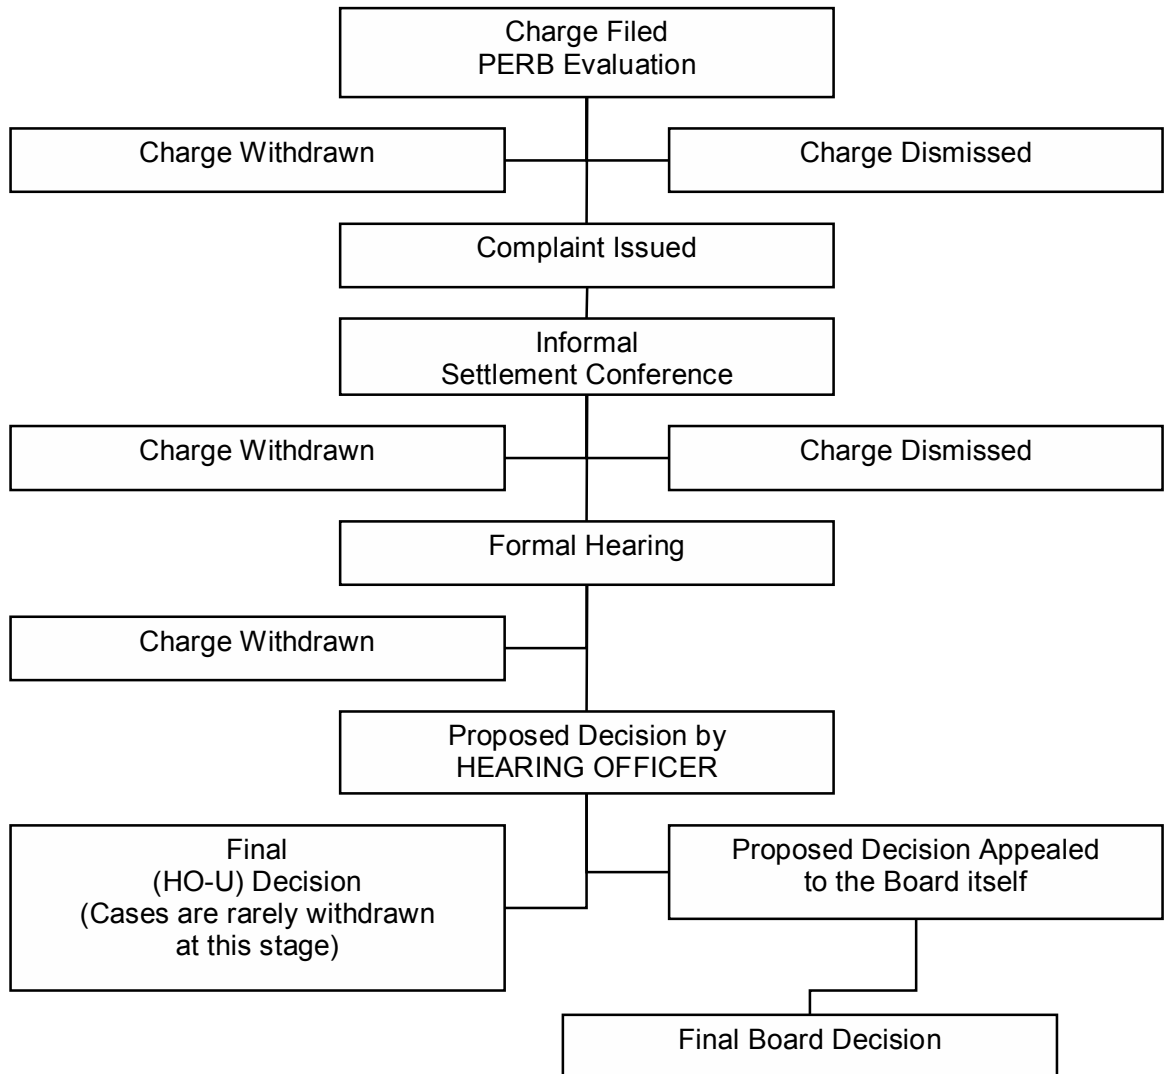 Charge Filed
PERB Evaluation
Charge Withdrawn
Charge Dismissed
Complaint Issued
Informal
Settlement Conference
Charge Withdrawn
Charge Dismissed
Formal Hearing
Charge Withdrawn
Proposed Decision by
HEARING OFFICER
Final
(HO-U) Decision
(Cases are rarely withdrawn
at this stage)
Proposed Decision Appealed
to the Board itself
Final Board Decision